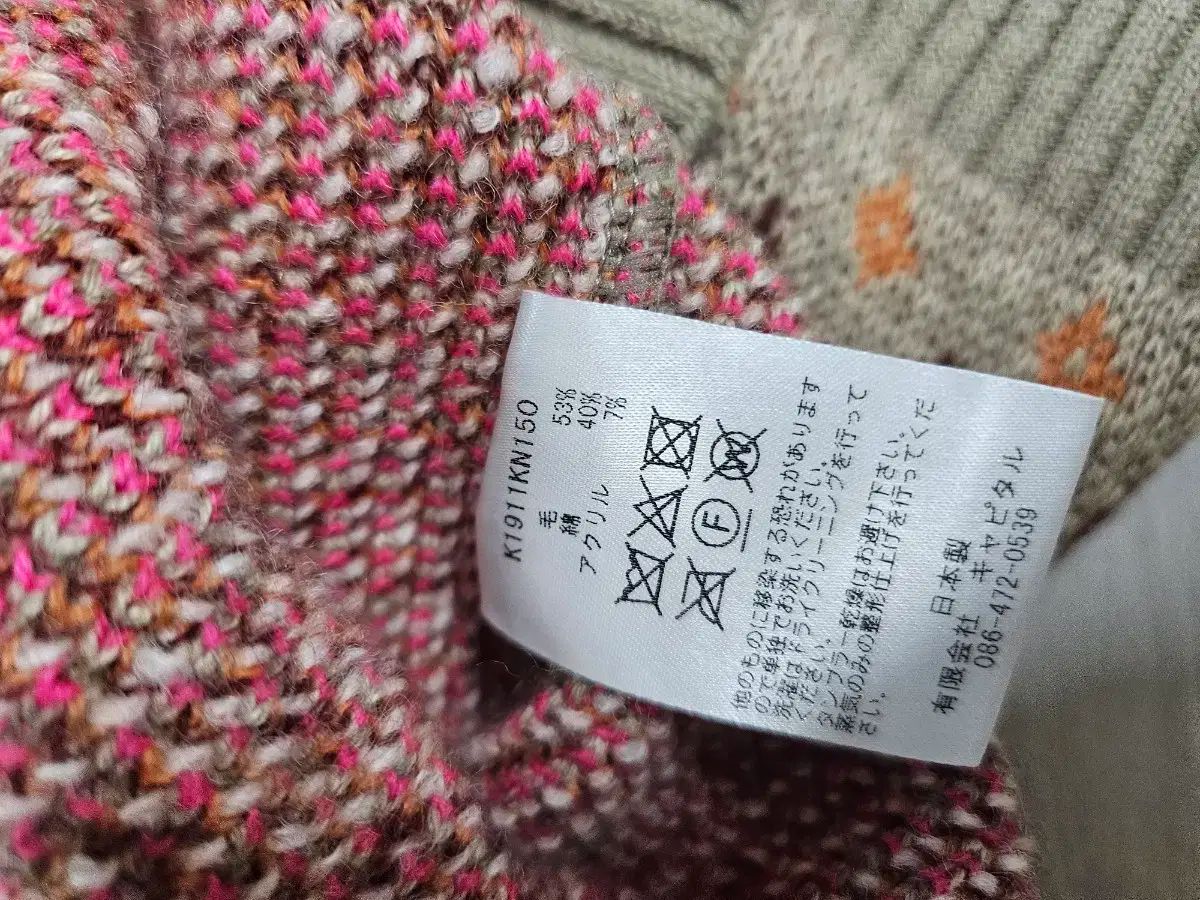 K1911KN150
毛 53%
綿 40%
アクリル 7%
W
F
他のものに移染する恐れがあります
ので単独でお洗いください。
洗濯はドライクリーニングを行って
ください。
タンブラー乾燥はお避け下さい。
蒸気のみの整形仕上げを行ってくだ
さい。
日本製
有限会社 キャピタル
086-472-0539